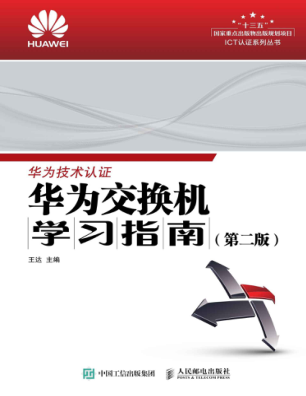 HUAWEI
“十三五”
国家重点出版物出版规划项目
ICT认证系列丛书
华为技术认证
华为交换机
学习指南（第二版）
王达 主编
中国工信出版集团
人民邮电出版社
POSTS & TELECOM PRESS